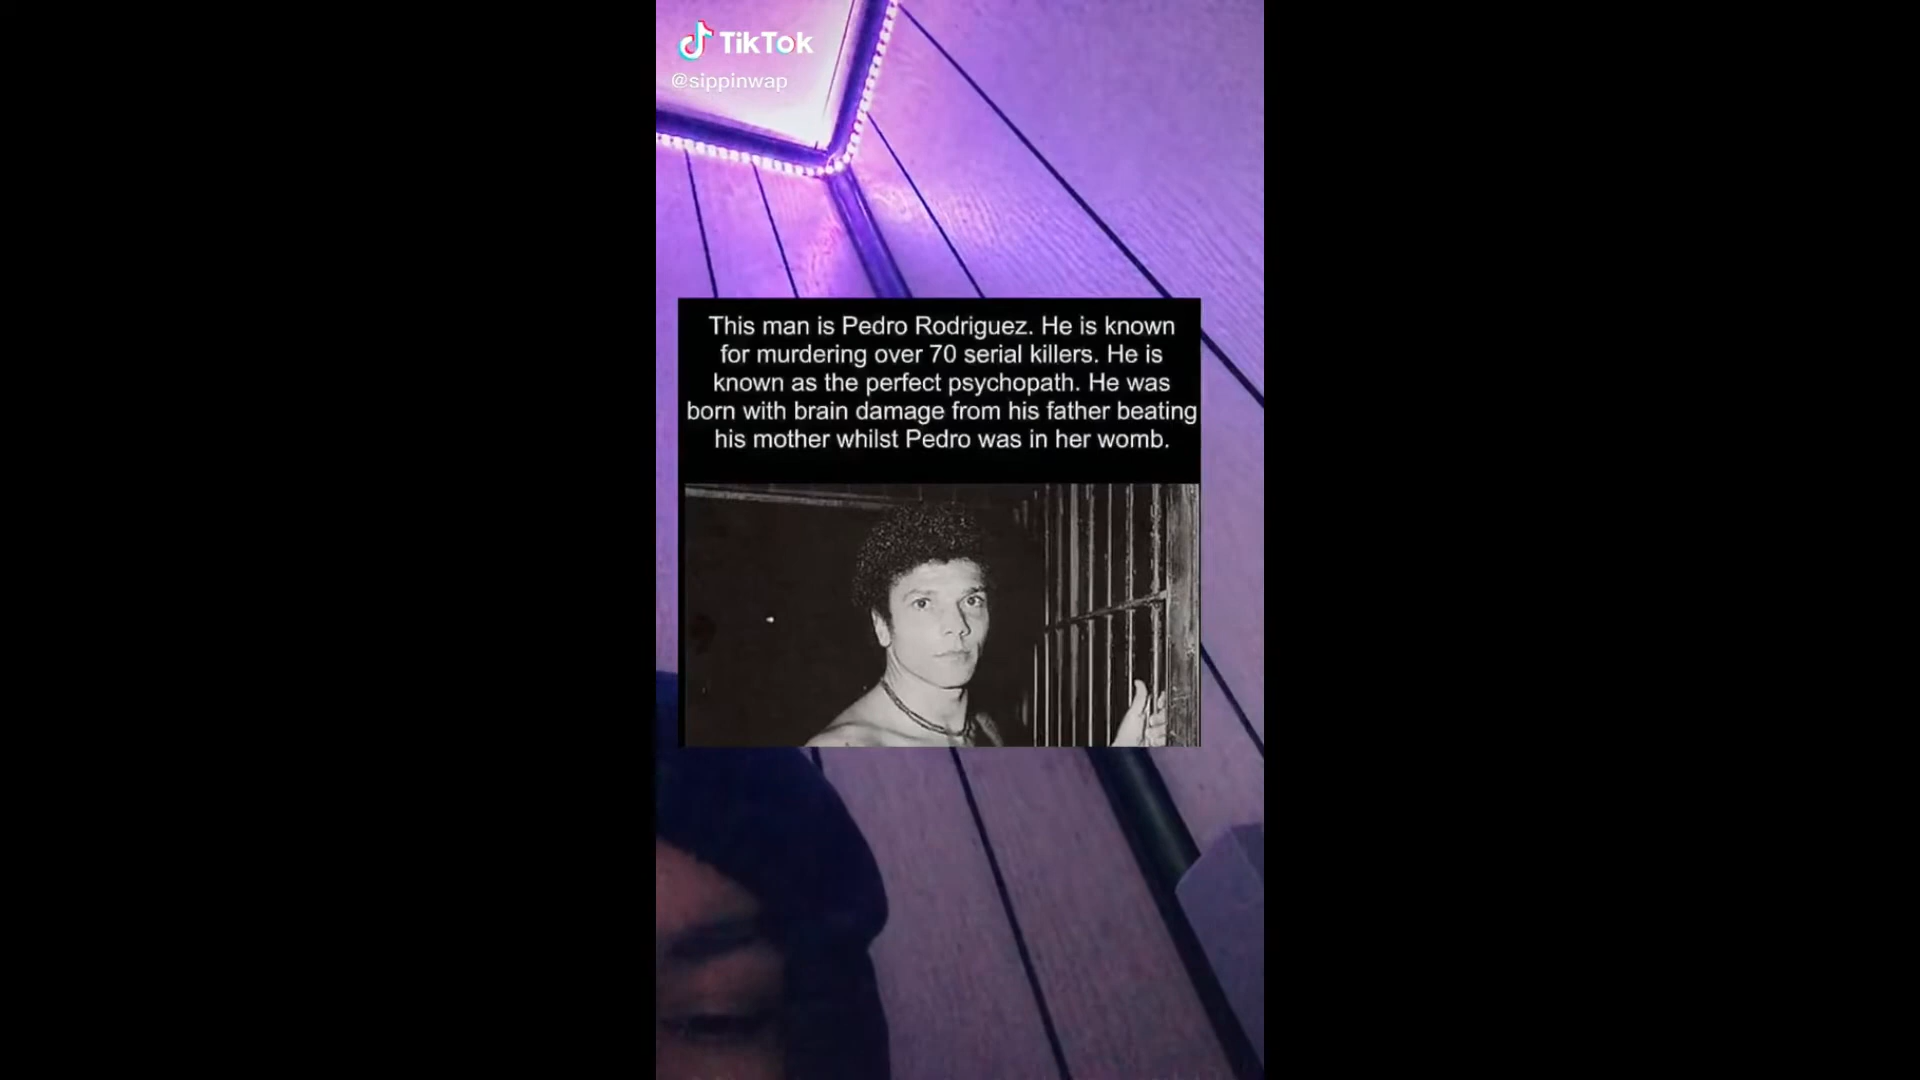 TikTok
@sippinwap
This man is Pedro Rodriguez. He is known
for murdering over 70 serial killers. He is
known as the perfect psychopath. He was
born with brain damage from his father beating
his mother whilst Pedro was in her womb.